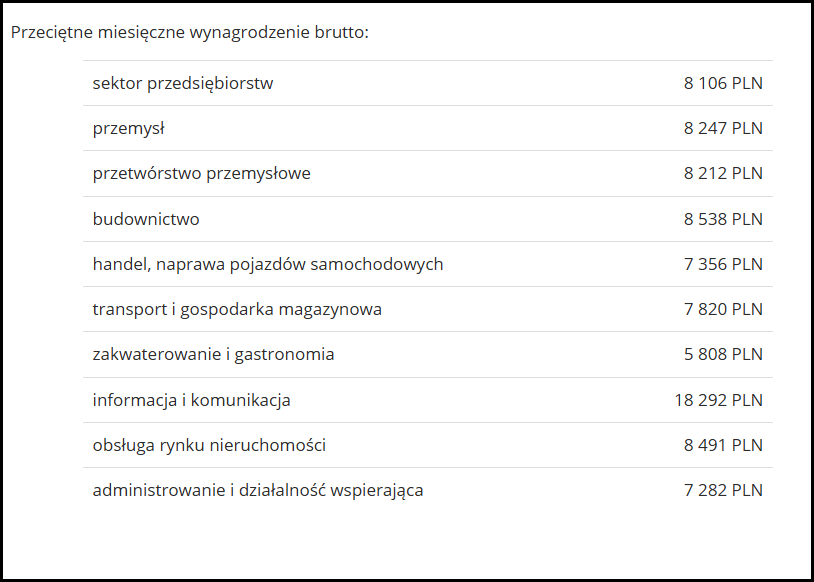 Przeciętne miesięczne wynagrodzenie brutto:
sektor przedsiębiorstw 8 106 PLN
przemysł 8 247 PLN
przetwórstwo przemysłowe 8 212 PLN
budownictwo 8 538 PLN
handel, naprawa pojazdów samochodowych 7 356 PLN
transport i gospodarka magazynowa 7 820 PLN
zakwaterowanie i gastronomia 5 808 PLN
informacja i komunikacja 18 292 PLN
obsługa rynku nieruchomości 8 491 PLN
administrowanie i działalność wspierająca 7 282 PLN